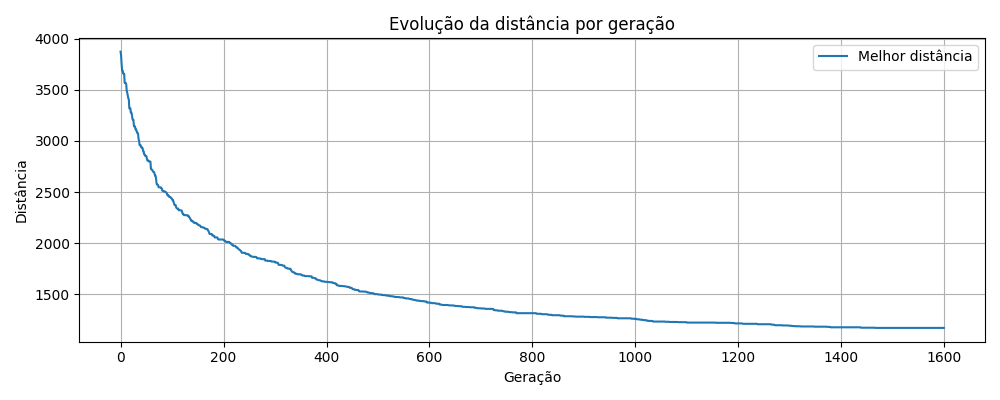 Evolução da distância por geração
Melhor distância
Distância
4000
3500
3000
2500
2000
1500
0 200 400 600 800 1000 1200 1400 1600
Geração